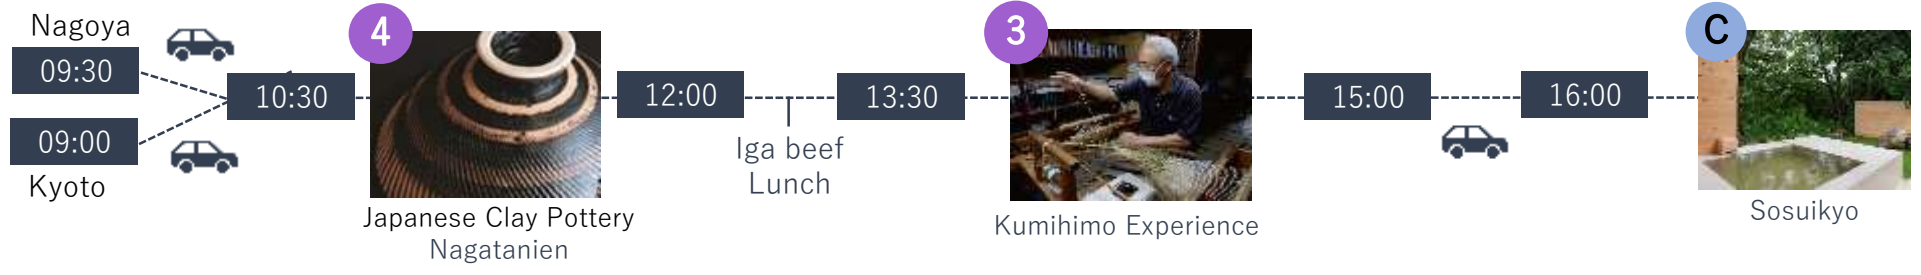 Nagoya
09:30
09:00
Kyoto
10:30
4
Japanese Clay Pottery
Nagatanien
12:00
Iga beef
Lunch
13:30
3
Kumihimo Experience
15:00
16:00
C
Sosuikyo